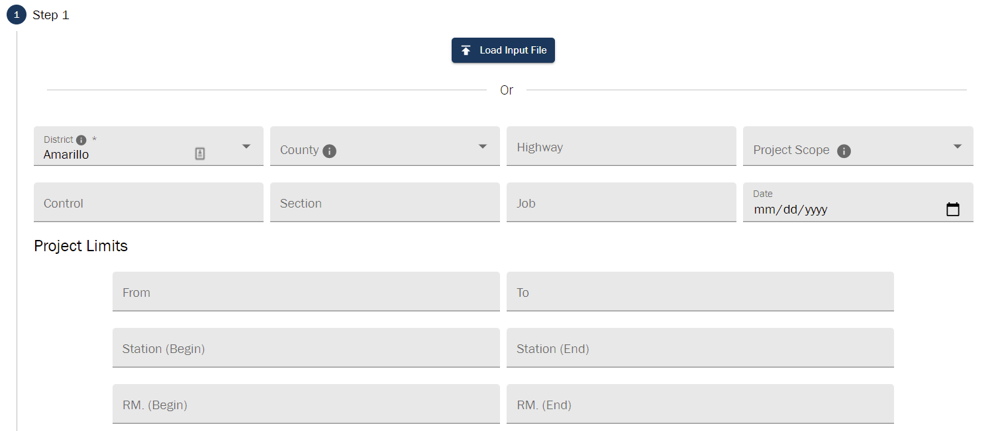 1 Step 1
Load Input File
Or
District i *
Amarillo
County i
Highway
Project Scope i
Control
Section
Job
Date
mm/dd/yyyy
Project Limits
From
To
Station (Begin)
Station (End)
RM. (Begin)
RM. (End)